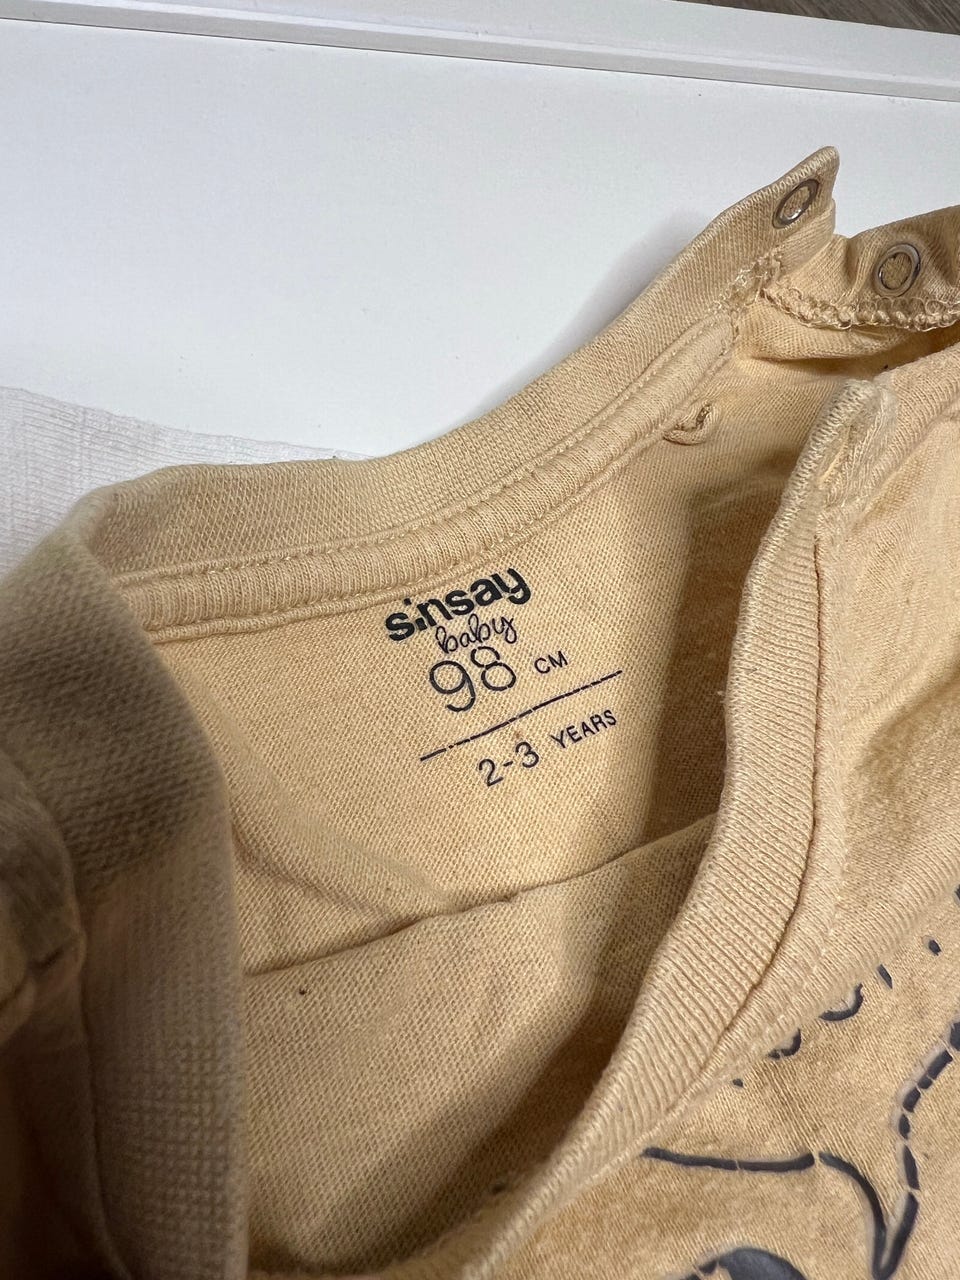 sinsay
baby
98 CM
2-3 YEARS